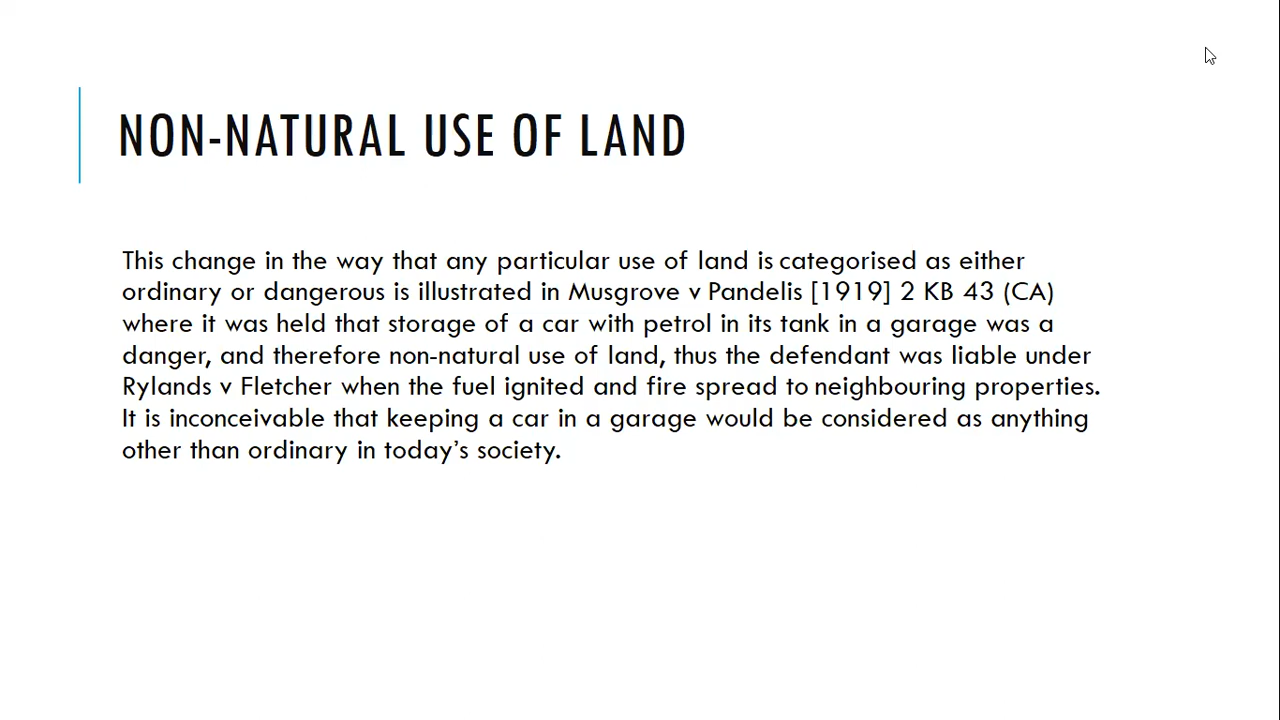 NON-NATURAL USE OF LAND
This change in the way that any particular use of land is categorised as either
ordinary or dangerous is illustrated in Musgrove v Pandelis [1919] 2 KB 43 (CA)
where it was held that storage of a car with petrol in its tank in a garage was a
danger, and therefore non-natural use of land, thus the defendant was liable under
Rylands v Fletcher when the fuel ignited and fire spread to neighbouring properties.
It is inconceivable that keeping a car in a garage would be considered as anything
other than ordinary in today’s society.